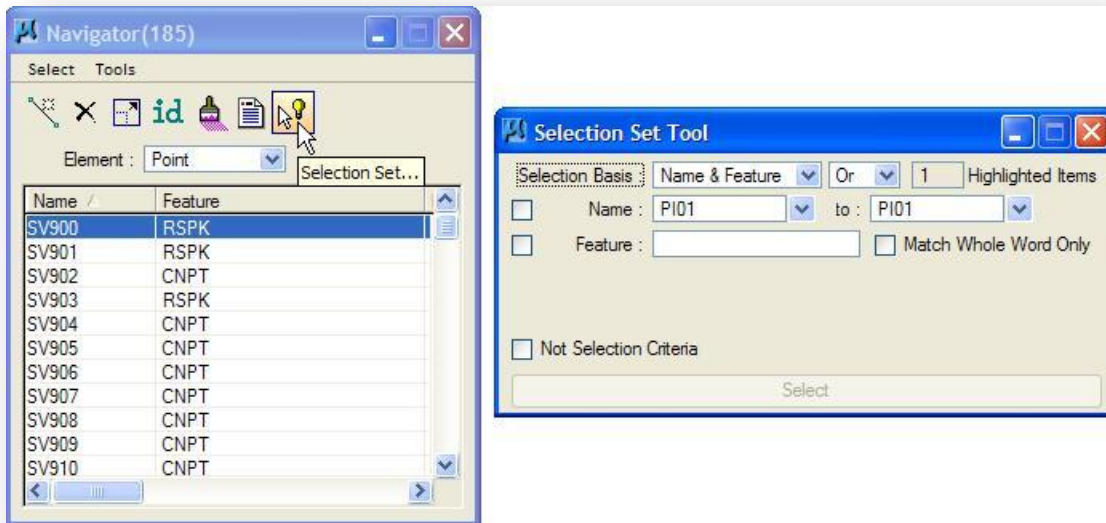 Navigator(185)
Select Tools
id
Element : Point
Selection Set...
Name Feature
SV900 RSPK
SV901 RSPK
SV902 CNPT
SV903 RSPK
SV904 CNPT
SV905 CNPT
SV906 CNPT
SV907 CNPT
SV908 CNPT
SV909 CNPT
SV910 CNPT
Selection Set Tool
Selection Basis : Name & Feature Or 1 Highlighted Items
Name : PI01 to : PI01
Feature : Match Whole Word Only
Not Selection Criteria
Select